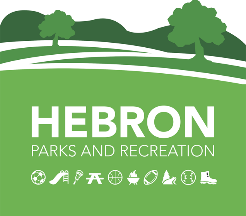 HEBRON
PARKS AND RECREATION